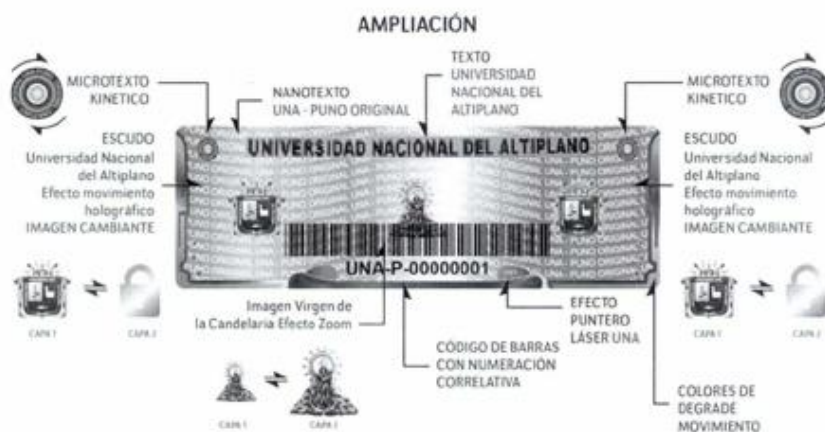 AMPLIACIÓN
MICROTEXTO
KINETICO
NANOTEXTO
UNA - PUNO ORIGINAL
TEXTO
UNIVERSIDAD
NACIONAL DEL
ALTIPLANO
MICROTEXTO
KINETICO
ESCUDO
Universidad Nacional
del Altiplano
Efecto movimiento
holográfico
IMAGEN CAMBIANTE
UNIVERSIDAD NACIONAL DEL ALTIPLANO
UNA-P-00000001
ESCUDO
Universidad Nacional
del Altiplano
Efecto movimiento
holográfico
IMAGEN CAMBIANTE
CAPA 1
CAPA 2
Imagen Virgen de
la Candelaria Efecto Zoom
CAPA 1
CAPA 2
CÓDIGO DE BARRAS
CON NUMERACIÓN
CORRELATIVA
EFECTO
PUNTERO
LÁSER UNA
CAPA 1
CAPA 2
COLORES DE
DEGRADE
MOVIMIENTO